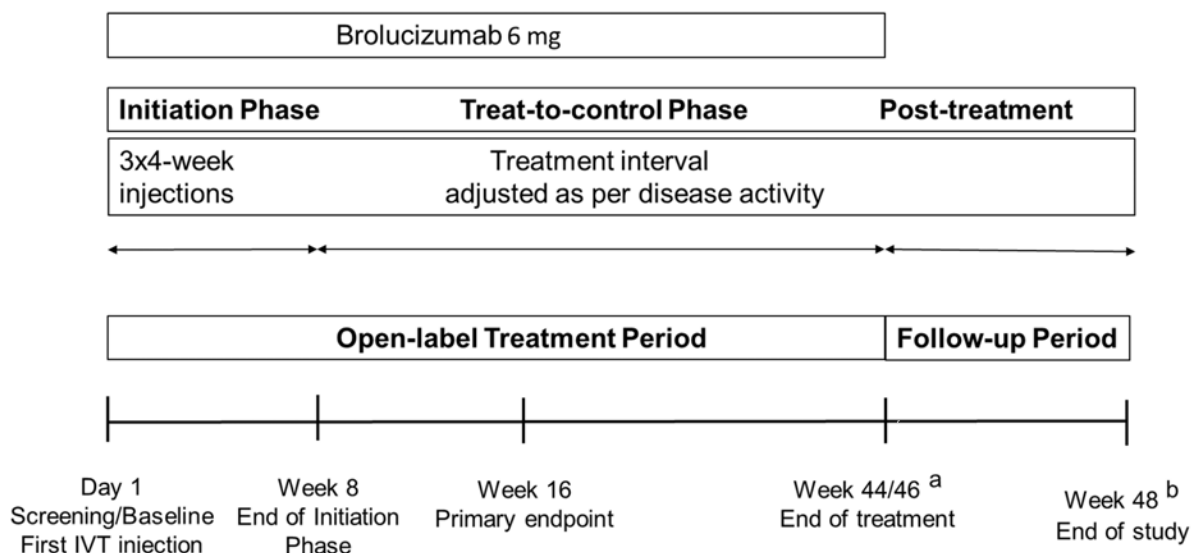 Brolucizumab 6 mg
Initiation Phase Treat-to-control Phase Post-treatment
3x4-week Treatment interval
injections adjusted as per disease activity
Open-label Treatment Period Follow-up Period
Day 1 Week 8 Week 16 Week 44/46 a Week 48 b
Screening/Baseline End of Initiation Primary endpoint End of treatment End of study
First IVT injection Phase